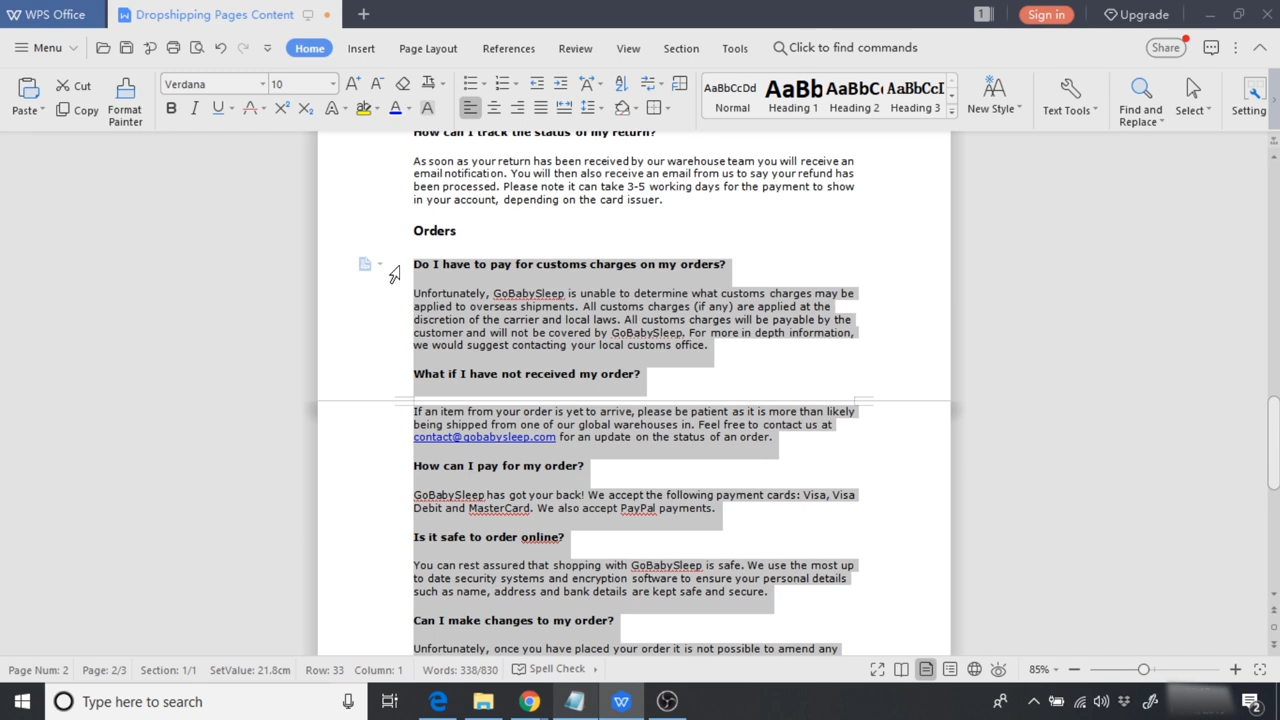 WPS Office
Dropshipping Pages Content
1
Sign in
Upgrade
Menu
Home
Insert
Page Layout
References
Review
View
Section
Tools
Click to find commands
Share
Paste
Cut
Copy
Format Painter
Verdana
10
AaBbCcDd
Normal
AaBb
Heading 1
AaBbC
Heading 2
AaBbCcI
Heading 3
New Style
Text Tools
Find and Replace
Select
Setting
How can I track the status of my return?
As soon as your return has been received by our warehouse team you will receive an
email notification. You will then also receive an email from us to say your refund has
been processed. Please note it can take 3-5 working days for the payment to show
in your account, depending on the card issuer.
Orders
Do I have to pay for customs charges on my orders?
Unfortunately, GoBabySleep is unable to determine what customs charges may be
applied to overseas shipments. All customs charges (if any) are applied at the
discretion of the carrier and local laws. All customs charges will be payable by the
customer and will not be covered by GoBabySleep. For more in depth information,
we would suggest contacting your local customs office.
What if I have not received my order?
If an item from your order is yet to arrive, please be patient as it is more than likely
being shipped from one of our global warehouses in. Feel free to contact us at
contact@gobabysleep.com for an update on the status of an order.
How can I pay for my order?
GoBabySleep has got your back! We accept the following payment cards: Visa, Visa
Debit and MasterCard. We also accept PayPal payments.
Is it safe to order online?
You can rest assured that shopping with GoBabySleep is safe. We use the most up
to date security systems and encryption software to ensure your personal details
such as name, address and bank details are kept safe and secure.
Can I make changes to my order?
Unfortunately, once you have placed your order it is not possible to amend any
Page Num: 2
Page: 2/3
Section: 1/1
SetValue: 21.8cm
Row: 33
Column: 1
Words: 338/830
Spell Check
85%
Type here to search
2